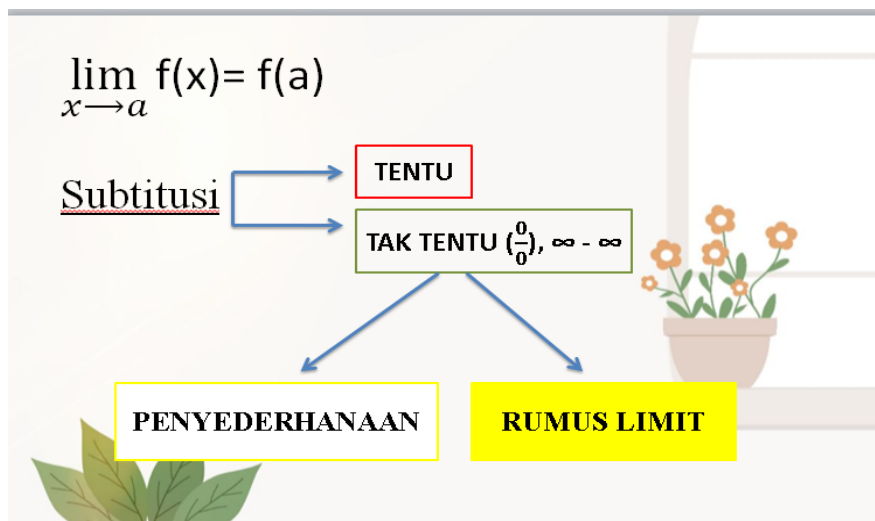 lim f(x)= f(a)
x⟶a
Subtitusi
TENTU
TAK TENTU (0/0), ∞ - ∞
PENYEDERHANAAN
RUMUS LIMIT